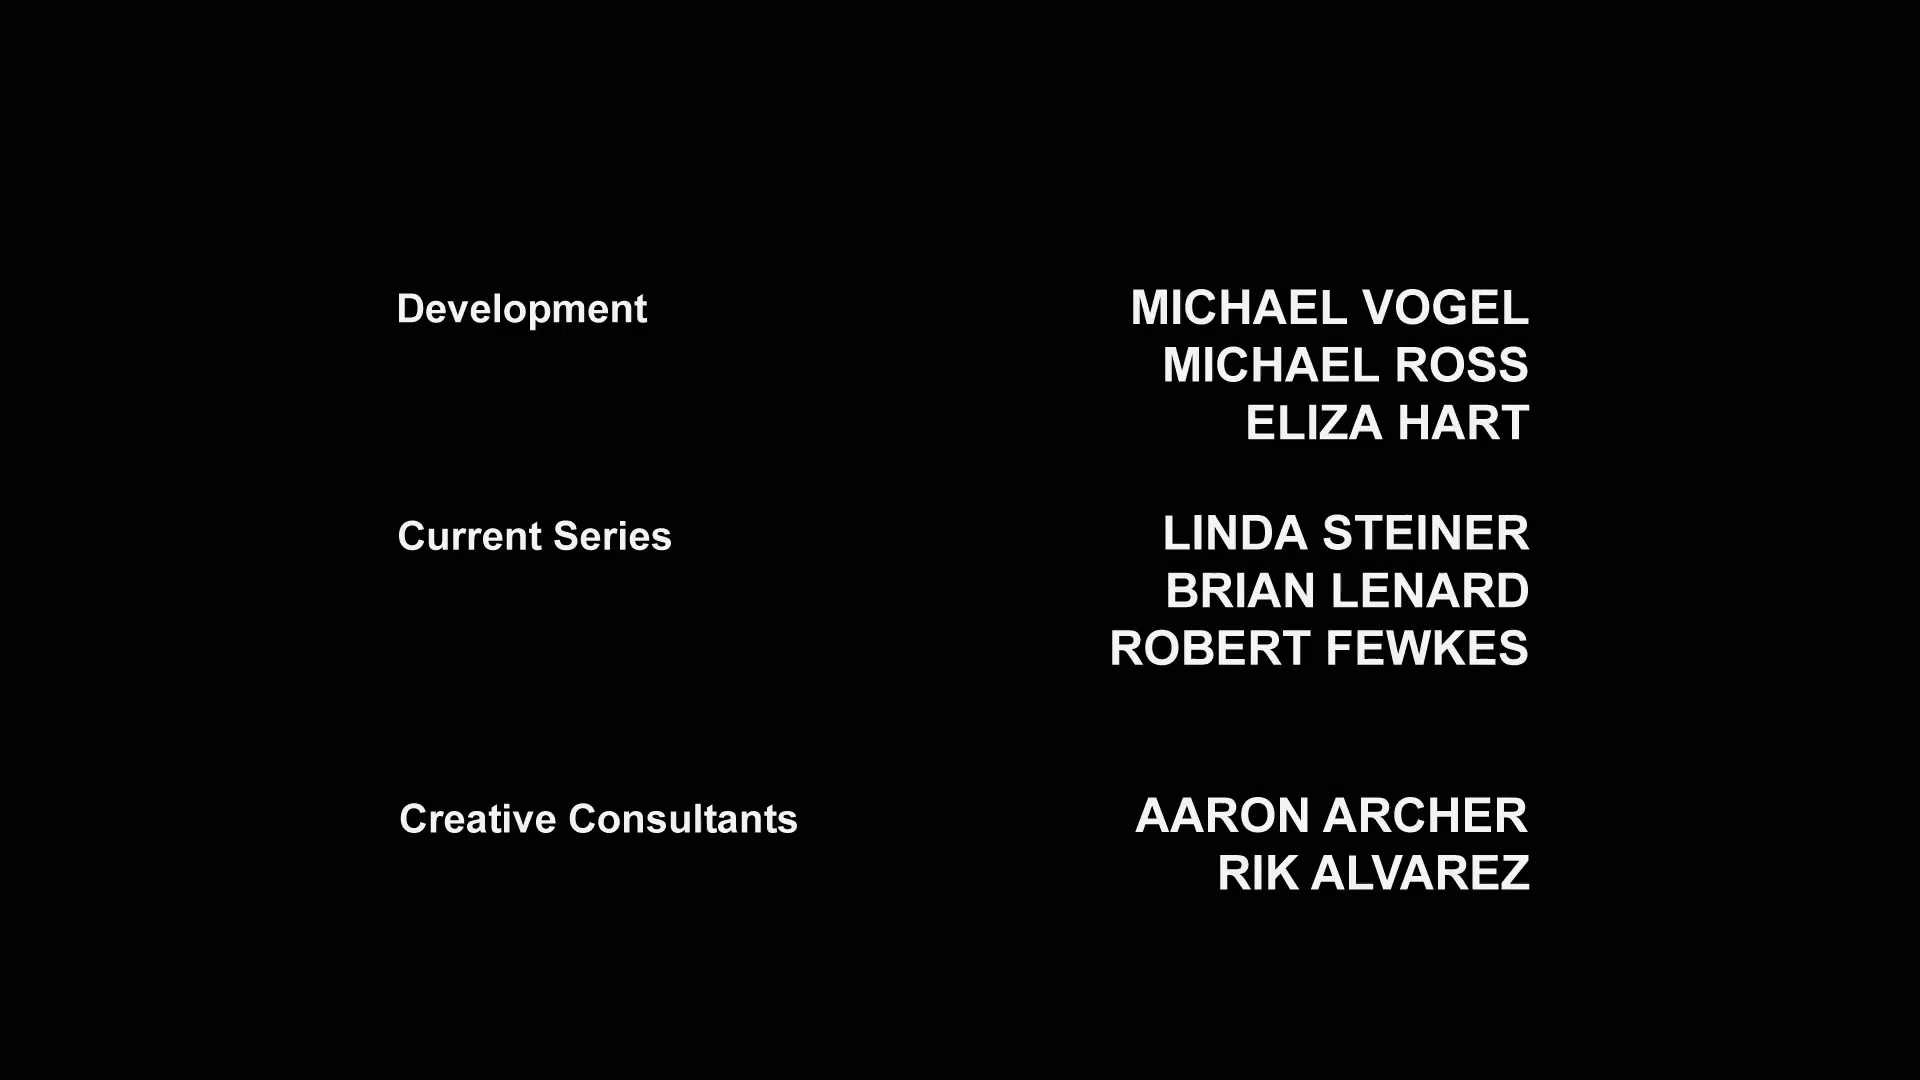 Development MICHAEL VOGEL
MICHAEL ROSS
ELIZA HART
Current Series LINDA STEINER
BRIAN LENARD
ROBERT FEWKES
Creative Consultants AARON ARCHER
RIK ALVAREZ